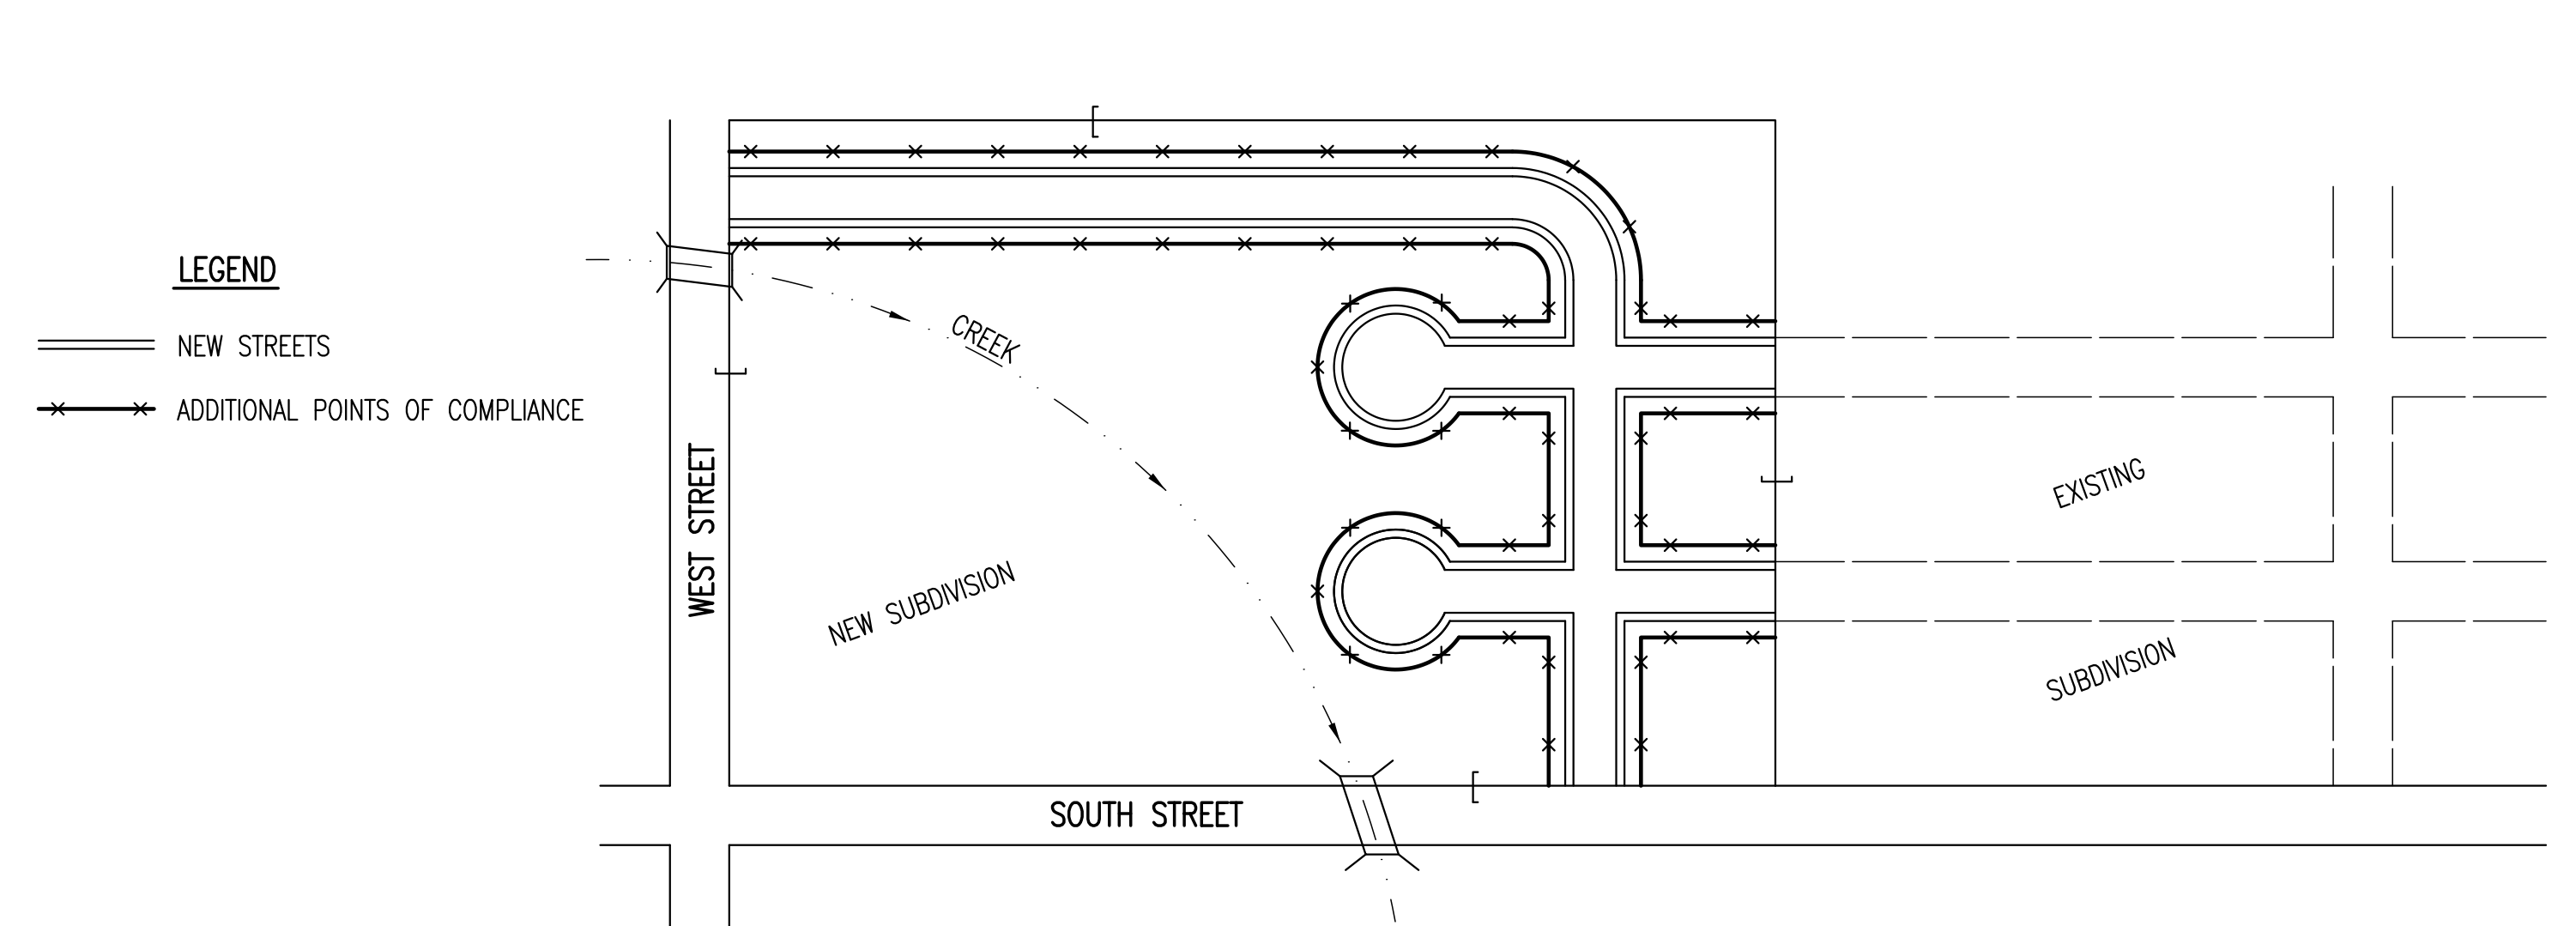 LEGEND
NEW STREETS
ADDITIONAL POINTS OF COMPLIANCE
WEST STREET
CREEK
NEW SUBDIVISION
SOUTH STREET
EXISTING
SUBDIVISION